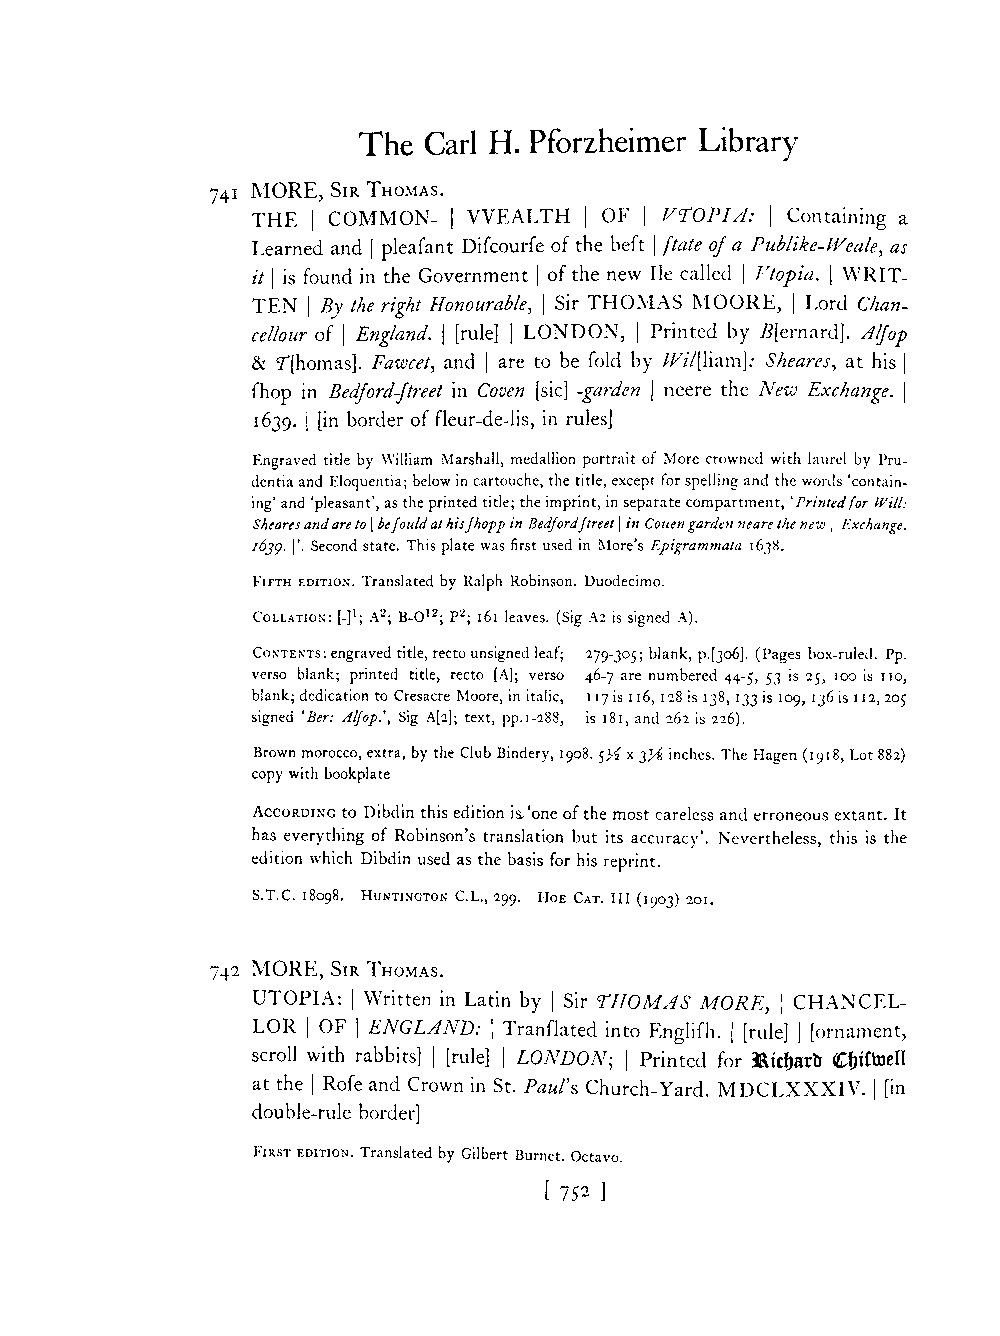 The Carl H. Pforzheimer Library
741 MORE, SIR THOMAS.
THE | COMMON- | VVEALTH | OF | VTOPIA: | Containing a
Learned and | pleaſant Diſcourſe of the beſt | ſtate of a Publike-Weale, as
it | is found in the Government | of the new Ile called | Vtopia. | WRIT-
TEN | By the right Honourable, | Sir THOMAS MOORE, | Lord Chan-
cellour of | England. | [rule] | LONDON, | Printed by B[ernard]. Alſop
& T[homas]. Fawcet, and | are to be ſold by Wil[liam]: Sheares, at his |
ſhop in Bedford-ſtreet in Coven [sic] -garden | neere the New Exchange. |
1639. | [in border of fleur-de-lis, in rules]
Engraved title by William Marshall, medallion portrait of More crowned with laurel by Pru-
dentia and Eloquentia; below in cartouche, the title, except for spelling and the words 'contain-
ing' and 'pleasant', as the printed title; the imprint, in separate compartment, 'Printed for Will:
Sheares and are to | be ſould at his ſhopp in Bedford ſtreet | in Couen garden neare the new | Exchange.
1639. |'. Second state. This plate was first used in More's Epigrammata 1638.
FIFTH EDITION. Translated by Ralph Robinson. Duodecimo.
COLLATION: [-]¹; A²; B-O¹²; P²; 161 leaves. (Sig A2 is signed A).
CONTENTS: engraved title, recto unsigned leaf;
verso blank; printed title, recto [A]; verso
blank; dedication to Cresacre Moore, in italic,
signed 'Ber: Alſop.', Sig A[2]; text, pp.1-288,
279-305; blank, p.[306]. (Pages box-ruled. Pp.
46-7 are numbered 44-5, 53 is 25, 100 is 110,
117 is 116, 128 is 138, 133 is 109, 136 is 112, 205
is 181, and 262 is 226).
Brown morocco, extra, by the Club Bindery, 1908. 5½ x 3⅛ inches. The Hagen (1918, Lot 882)
copy with bookplate
ACCORDING to Dibdin this edition is 'one of the most careless and erroneous extant. It
has everything of Robinson's translation but its accuracy'. Nevertheless, this is the
edition which Dibdin used as the basis for his reprint.
S.T.C. 18098. HUNTINGTON C.L., 299. HOE CAT. III (1903) 201.
742 MORE, SIR THOMAS.
UTOPIA: | Written in Latin by | Sir THOMAS MORE, | CHANCEL-
LOR | OF | ENGLAND: | Tranſlated into Engliſh. | [rule] | [ornament,
scroll with rabbits] | [rule] | LONDON; | Printed for Richard Chiſwell
at the | Roſe and Crown in St. Paul's Church-Yard. MDCLXXXIV. | [in
double-rule border]
FIRST EDITION. Translated by Gilbert Burnet. Octavo.
[ 752 ]